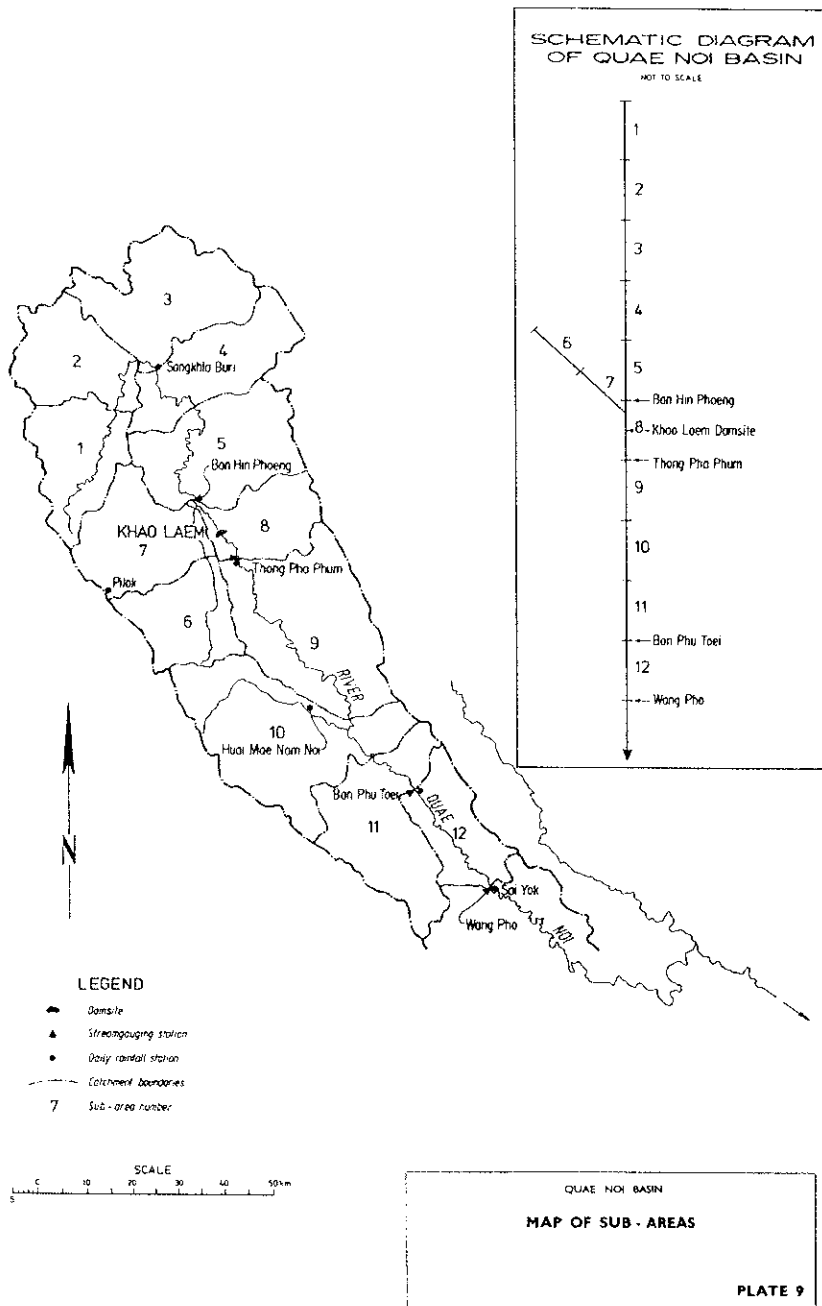 SCHEMATIC DIAGRAM
OF QUAE NOI BASIN
NOT TO SCALE
1
2
3
4
5
6
7
Ban Hin Phoeng
8
Khao Laem Damsite
Thong Pha Phum
9
10
11
Ban Phu Toei
12
Wang Pho
3
2
4
Sangkhla Buri
1
5
Ban Hin Phoeng
KHAO LAEM
7
8
Thong Pha Phum
Pilok
6
9
RIVER
10
Huai Mae Nam Noi
Ban Phu Toei
QUAE
11
12
Sai Yok
Wang Pho
NOI
N
LEGEND
Damsite
Streamgauging station
Daily rainfall station
Catchment boundaries
7 Sub-area number
SCALE
5 0 10 20 30 40 50 km
QUAE NOI BASIN
MAP OF SUB - AREAS
PLATE 9